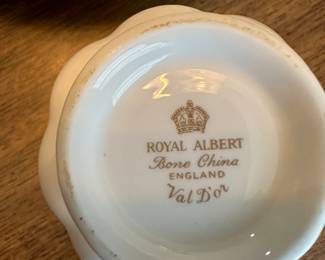 ROYAL ALBERT
Bone China
ENGLAND
Val D'or